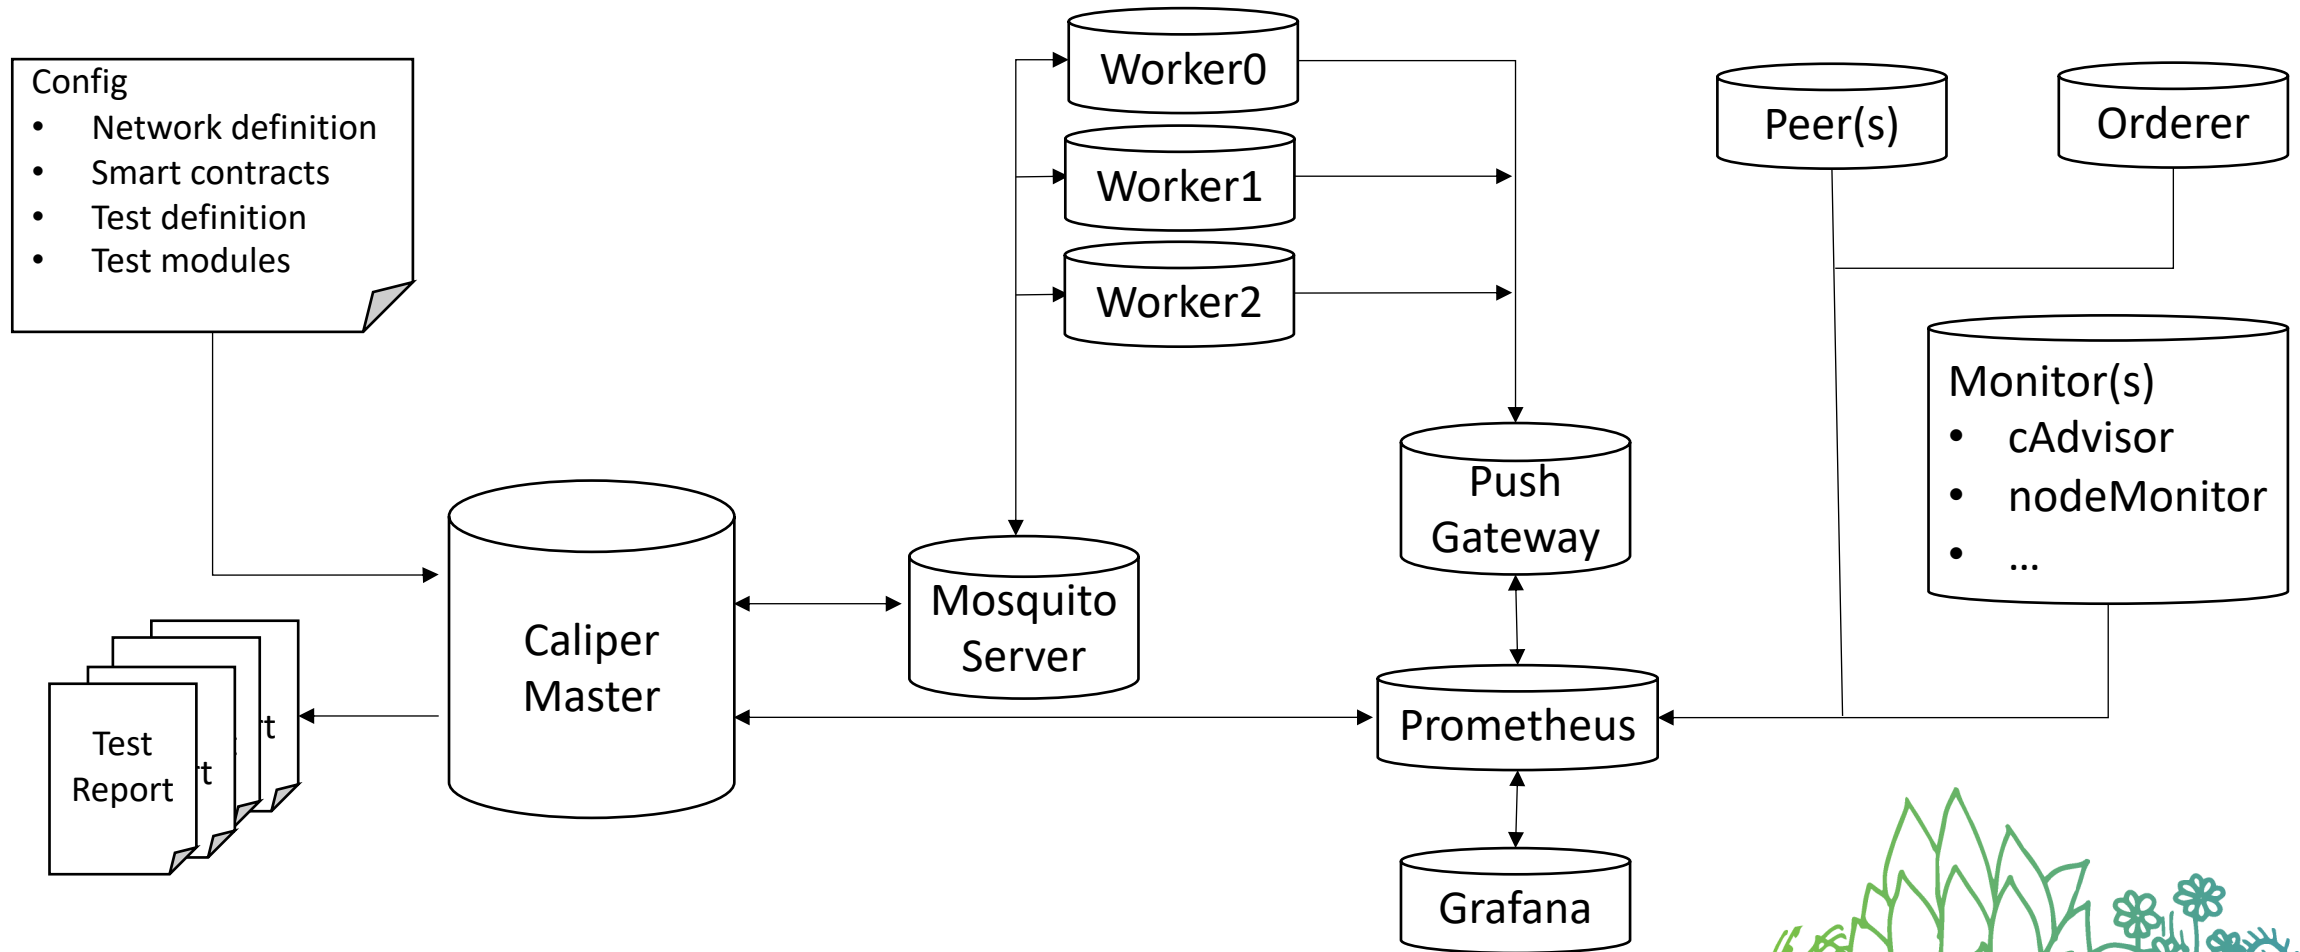 Config
• Network definition
• Smart contracts
• Test definition
• Test modules
Worker0
Worker1
Worker2
Peer(s)
Orderer
Monitor(s)
• cAdvisor
• nodeMonitor
• ...
Push
Gateway
Caliper
Master
Mosquito
Server
Prometheus
Grafana
Test
Report